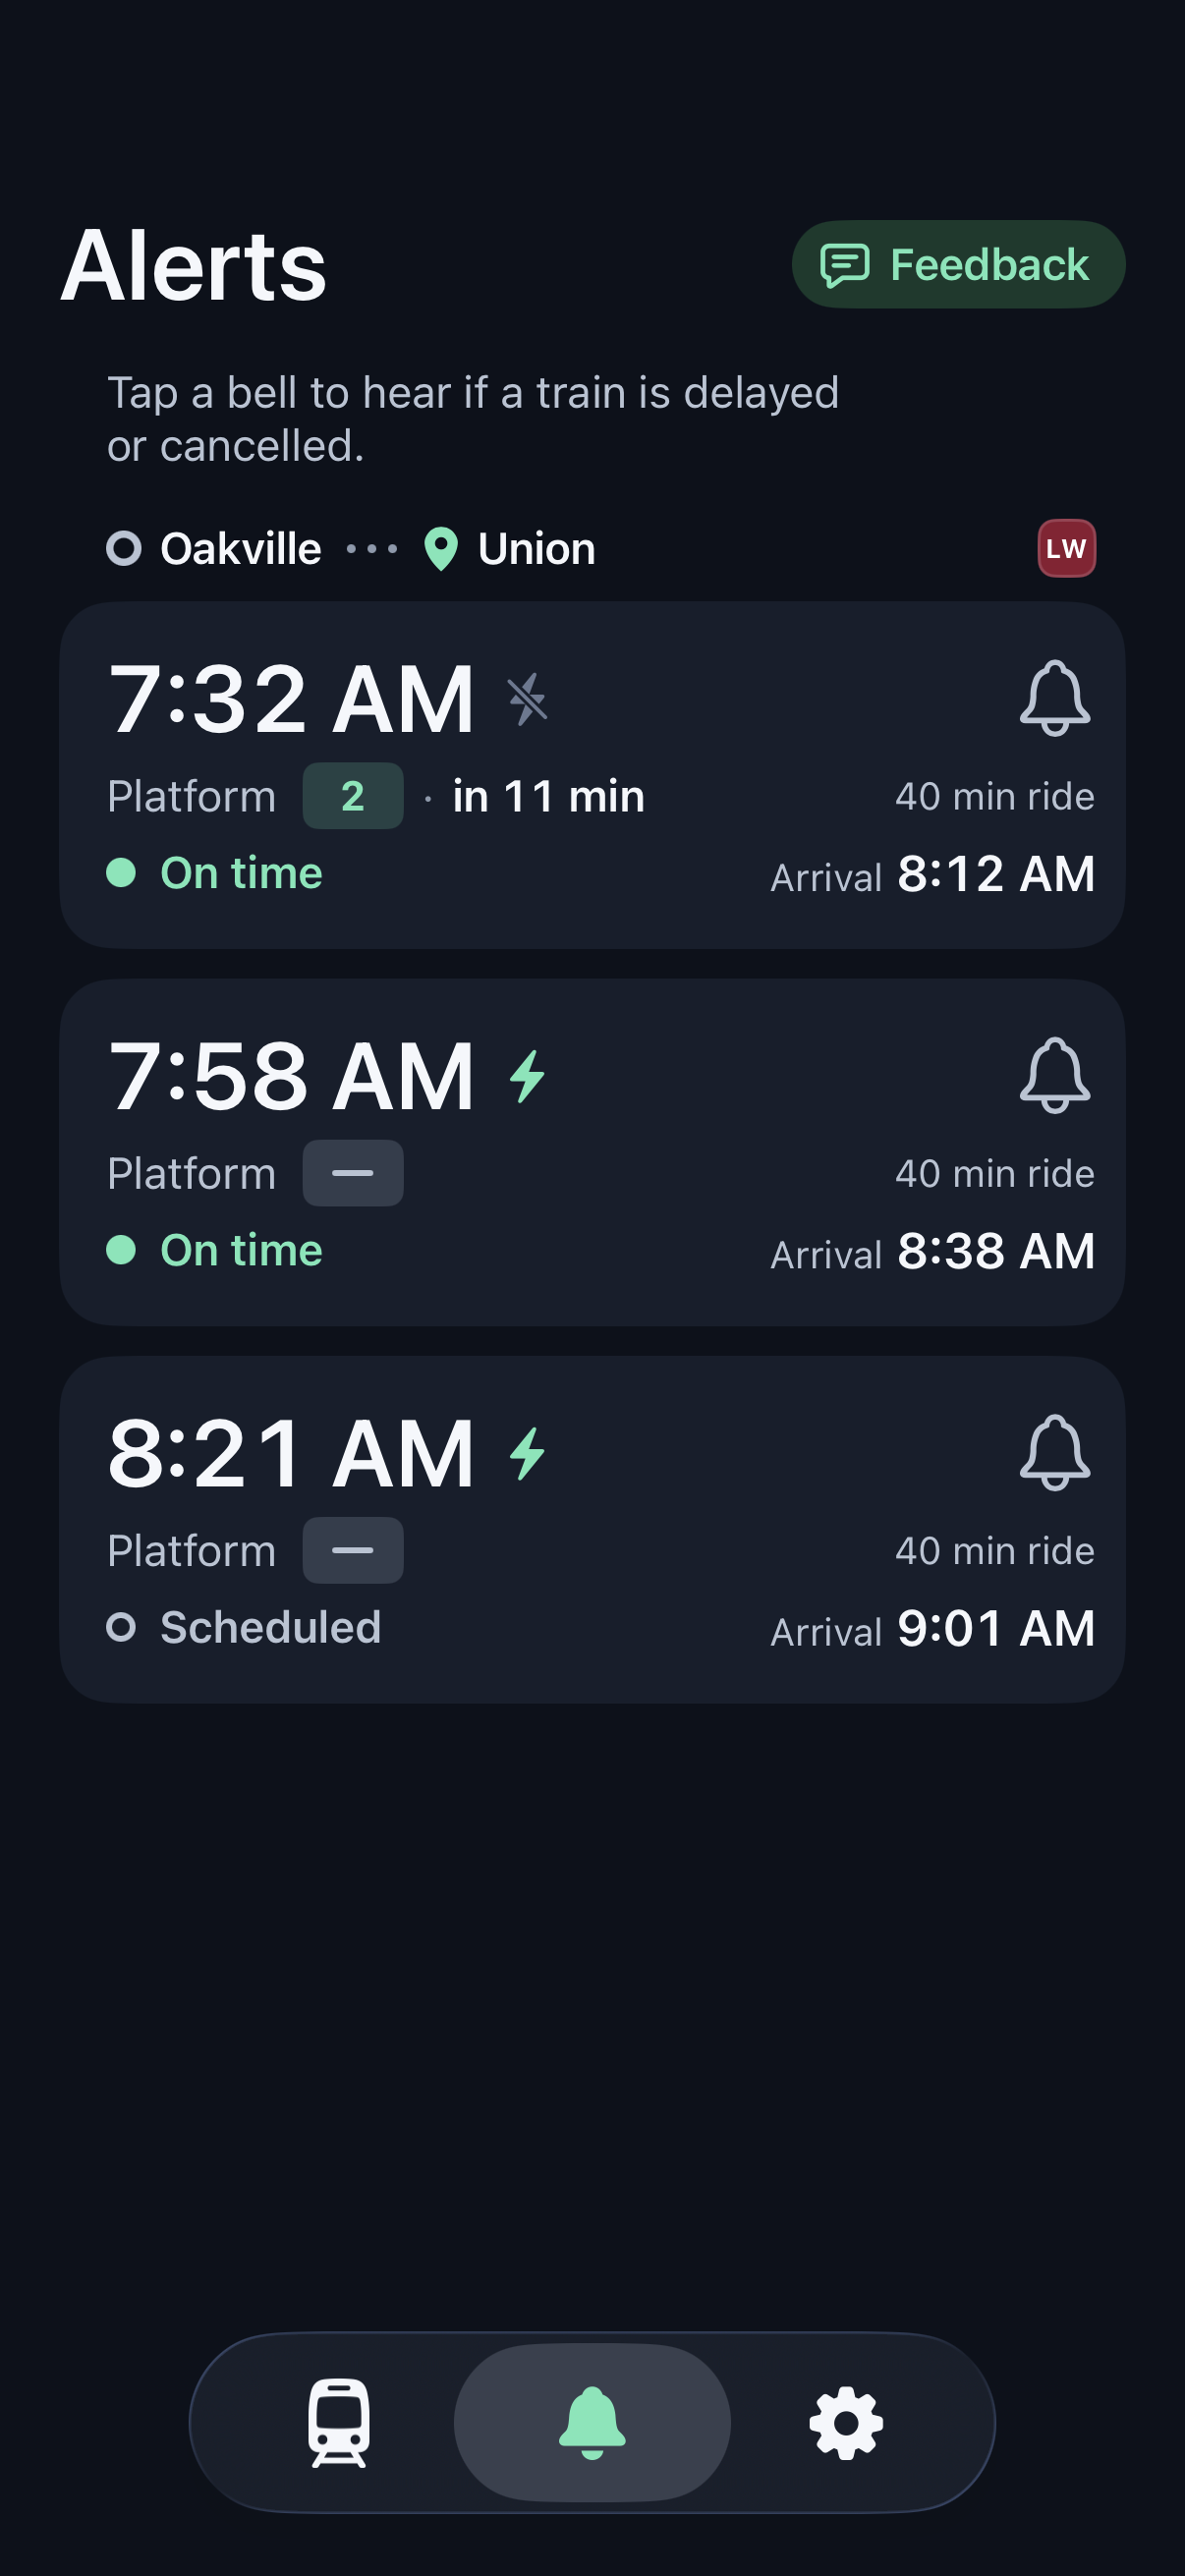 Alerts
Feedback
Tap a bell to hear if a train is delayed
or cancelled.
Oakville ••• Union LW
7:32 AM
Platform 2 · in 11 min 40 min ride
On time Arrival 8:12 AM
7:58 AM
Platform — 40 min ride
On time Arrival 8:38 AM
8:21 AM
Platform — 40 min ride
Scheduled Arrival 9:01 AM